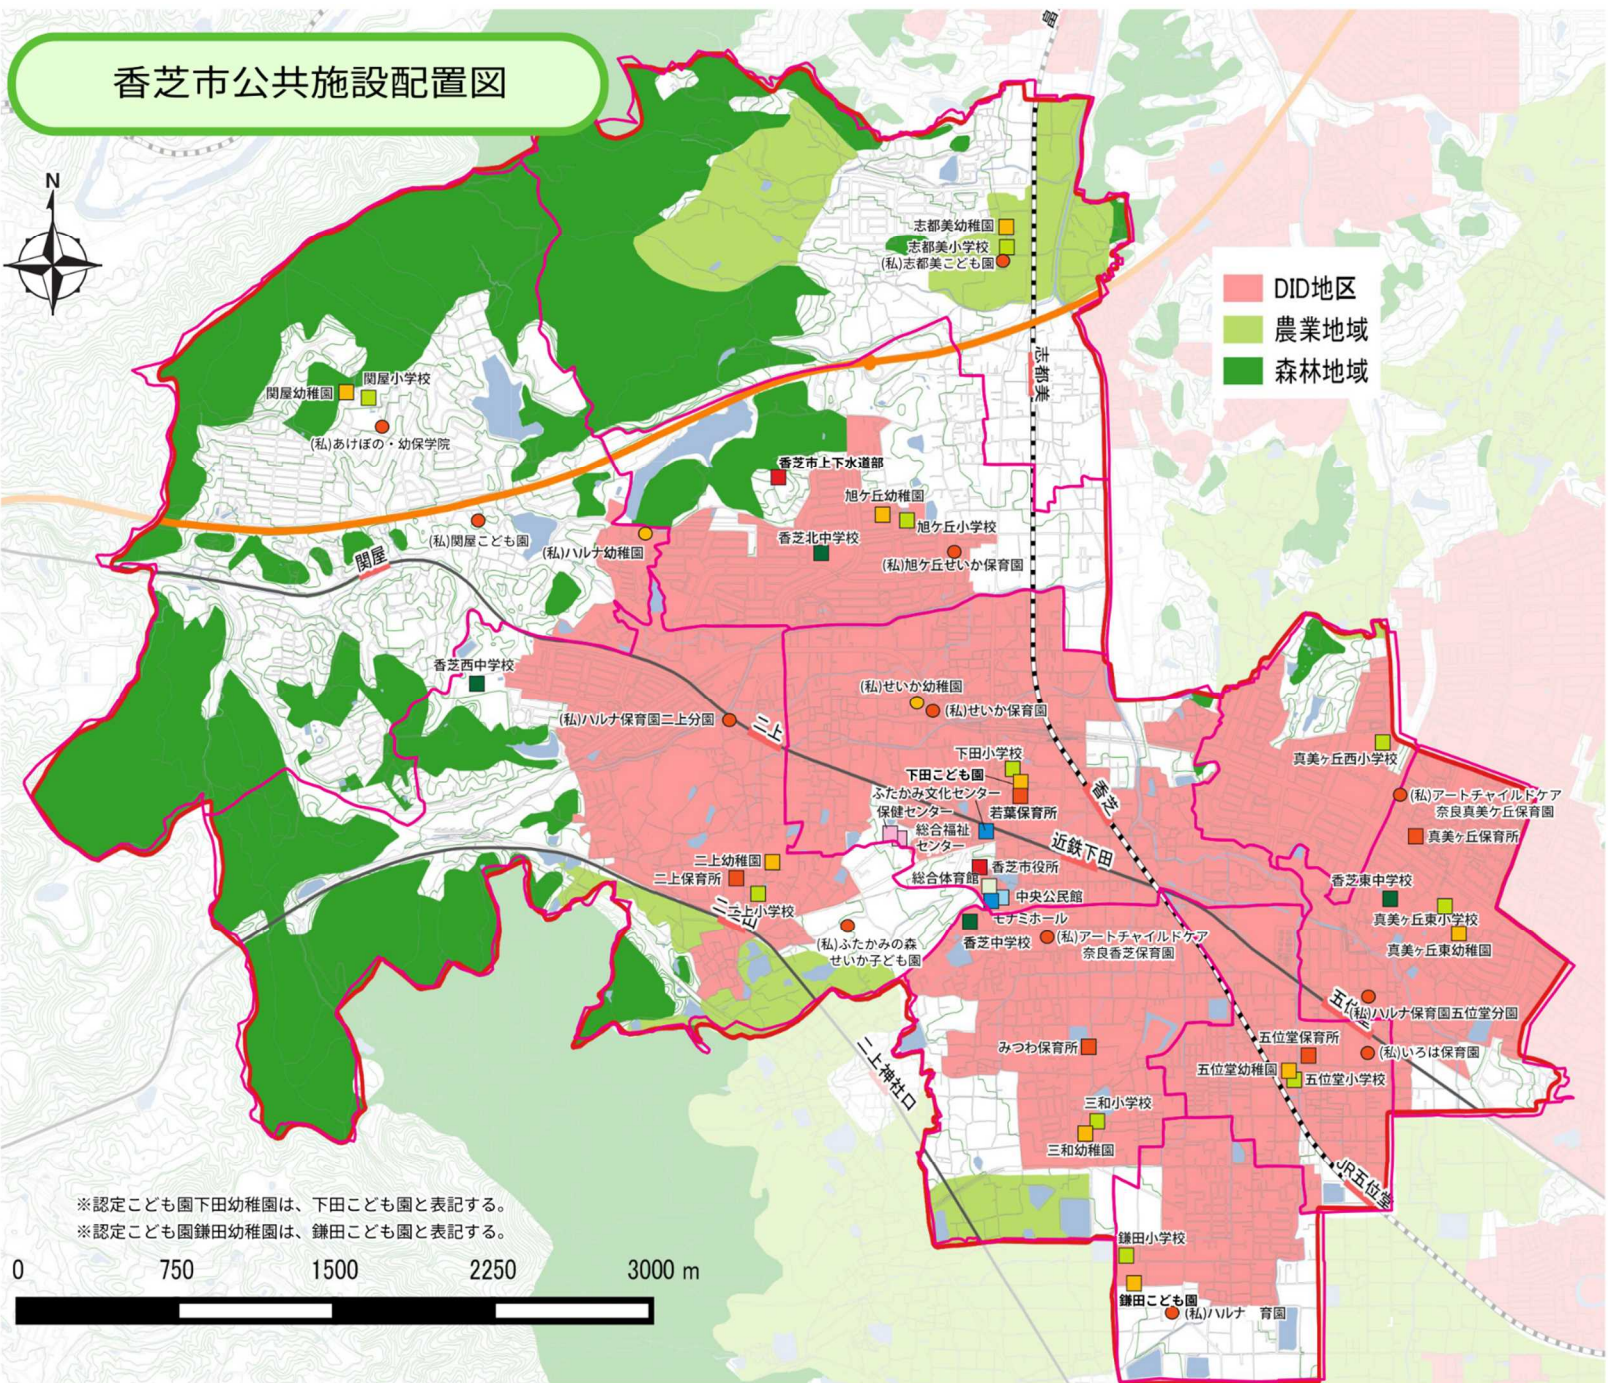 香芝市公共施設配置図
N
DID地区
農業地域
森林地域
志都美幼稚園
志都美小学校
(私)志都美こども園
志都美
関屋幼稚園
関屋小学校
(私)あけぼの・幼保学院
香芝市上下水道部
旭ケ丘幼稚園
旭ケ丘小学校
(私)関屋こども園
(私)ハルナ幼稚園
香芝北中学校
(私)旭ケ丘せいか保育園
関屋
香芝西中学校
(私)せいか幼稚園
(私)せいか保育園
(私)ハルナ保育園二上分園
二上
下田小学校
下田こども園
ふたかみ文化センター
保健センター
若葉保育所
香芝
真美ヶ丘西小学校
(私)アートチャイルドケア
奈良真美ケ丘保育園
真美ヶ丘保育所
総合福祉
センター
近鉄下田
二上幼稚園
二上保育所
香芝市役所
総合体育館
中央公民館
香芝東中学校
二上小学校
モナミホール
真美ヶ丘東小学校
(私)ふたかみの森
せいか子ども園
香芝中学校
(私)アートチャイルドケア
奈良香芝保育園
真美ヶ丘東幼稚園
五位堂
(私)ハルナ保育園五位堂分園
みつわ保育所
五位堂保育所
(私)いろは保育園
二上神社口
五位堂幼稚園
五位堂小学校
三和小学校
三和幼稚園
JR五位堂
※認定こども園下田幼稚園は、下田こども園と表記する。
※認定こども園鎌田幼稚園は、鎌田こども園と表記する。
鎌田小学校
鎌田こども園
(私)ハルナ 育園
0 750 1500 2250 3000 m